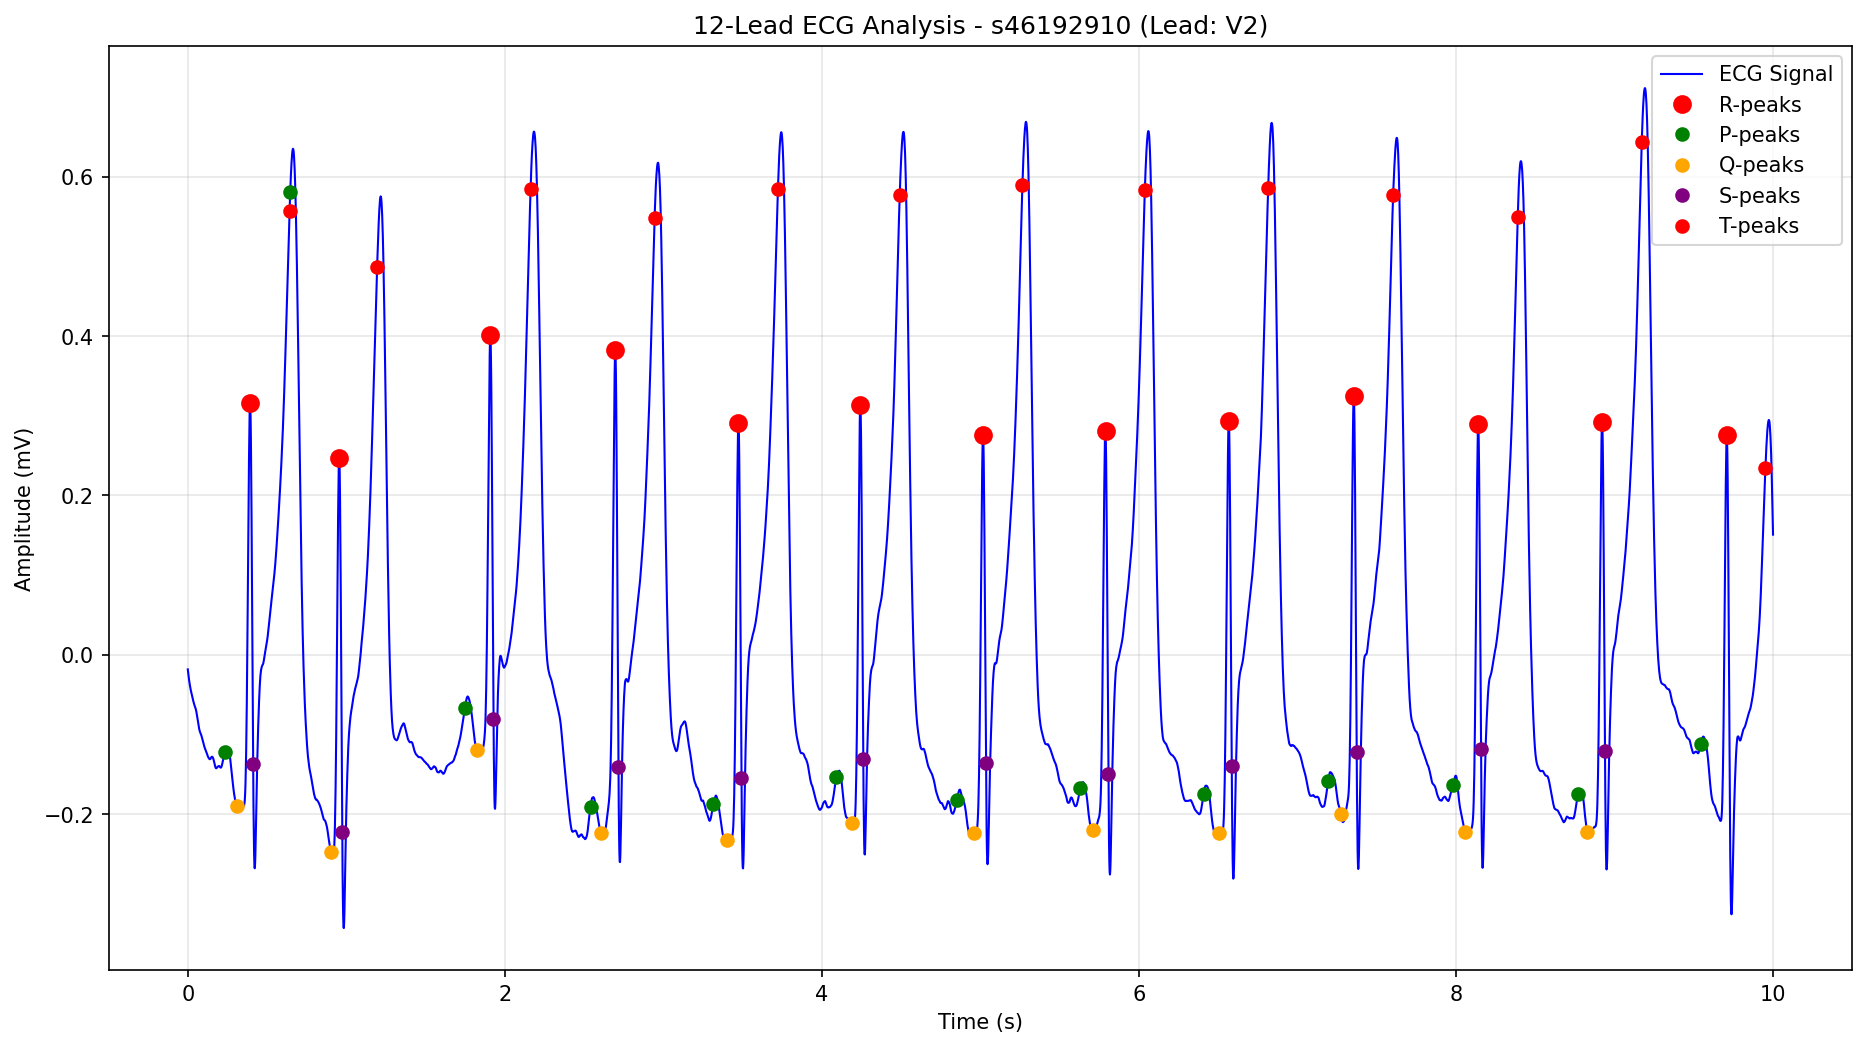 12-Lead ECG Analysis - s46192910 (Lead: V2)
ECG Signal
R-peaks
P-peaks
Q-peaks
S-peaks
T-peaks
0.6
0.4
0.2
0.0
−0.2
Amplitude (mV)
0 2 4 6 8 10
Time (s)